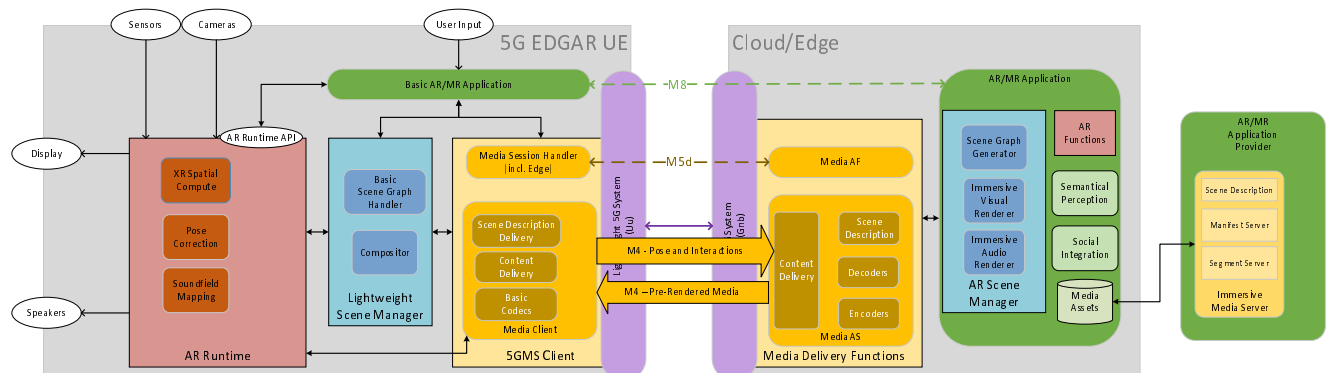 Sensors
Cameras
User Input
5G EDGAR UE
Cloud/Edge
Basic AR/MR Application
M8
AR/MR Application
AR Runtime API
Display
XR Spatial
Compute
Pose
Correction
Soundfield
Mapping
Speakers
AR Runtime
Basic
Scene Graph
Handler
Compositor
Lightweight
Scene Manager
Media Session Handler
(incl. Edge)
M5d
Media AF
Scene Description
Delivery
Content
Delivery
Basic
Codecs
Media Client
5GMS Client
5G System
(Uu)
System
(Gnb)
M4 - Pose and Interactions
M4 – Pre-Rendered Media
Content
Delivery
Scene
Description
Decoders
Encoders
Media AS
Media Delivery Functions
Scene Graph
Generator
Immersive
Visual
Renderer
Immersive
Audio
Renderer
AR Scene
Manager
AR
Functions
Semantical
Perception
Social
Integration
Media
Assets
AR/MR
Application
Provider
Scene Description
Manifest Server
Segment Server
Immersive
Media Server